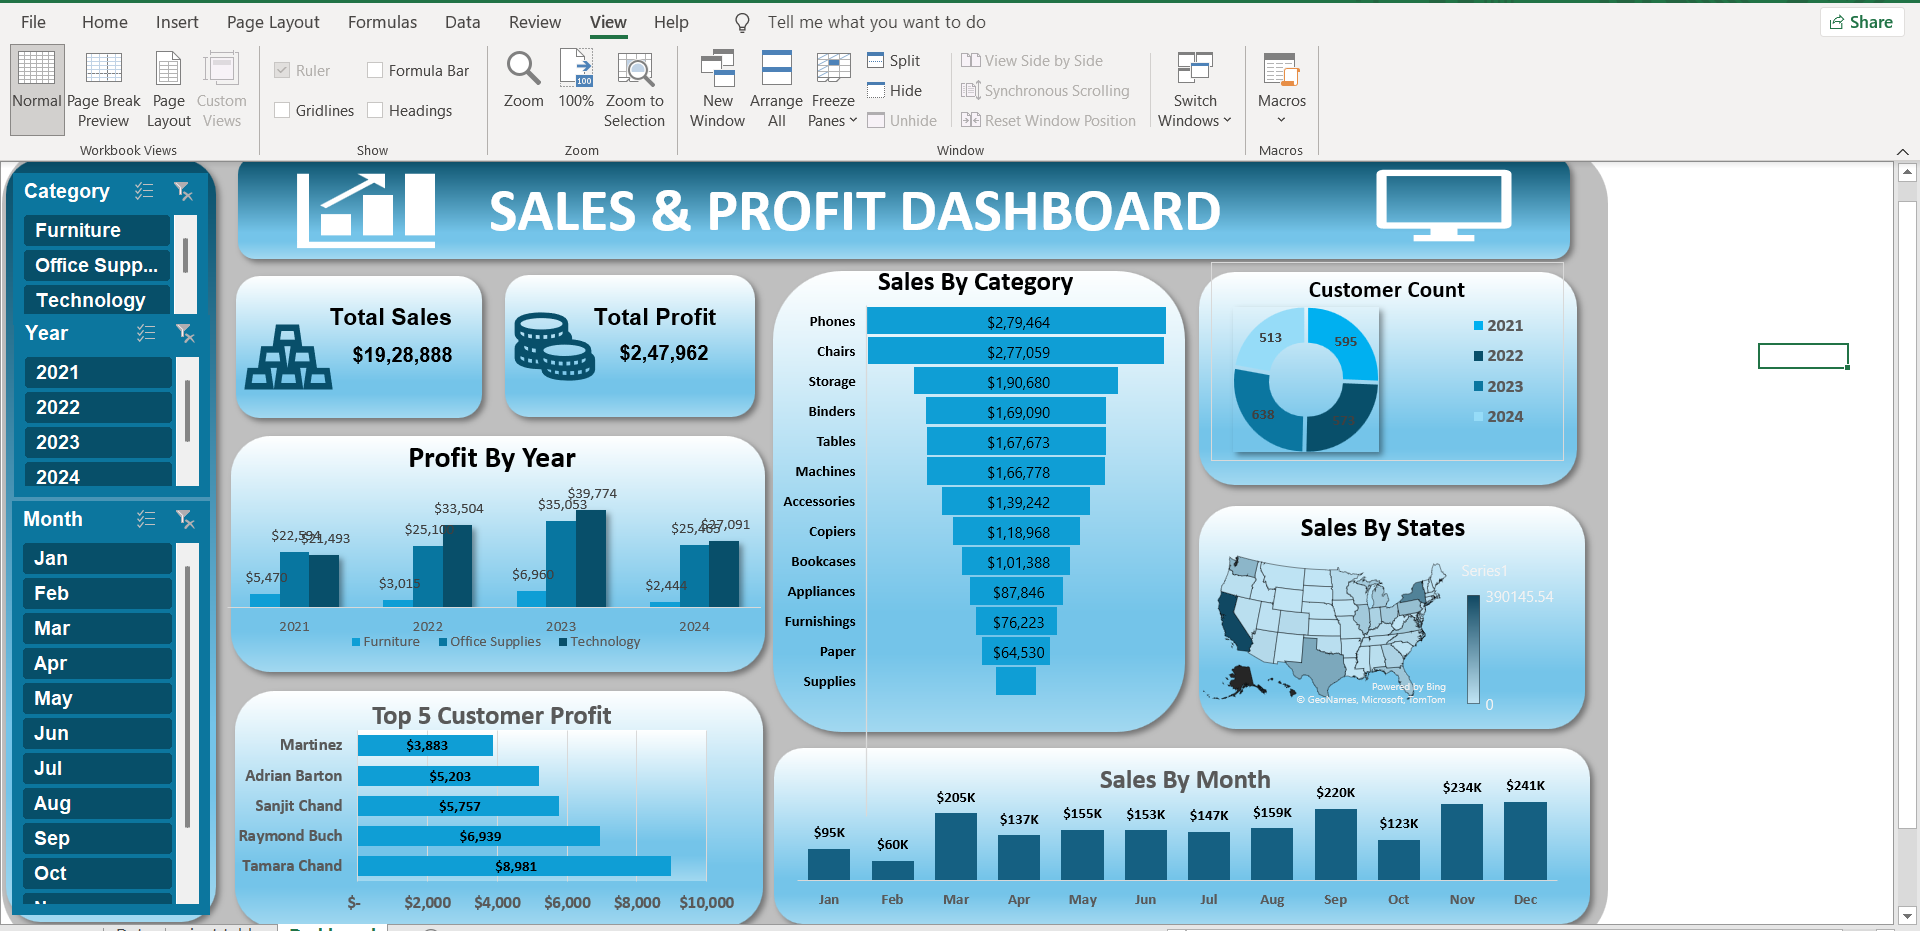 File Home Insert Page Layout Formulas Data Review View Help Tell me what you want to do Share
Normal Page Break Preview Page Layout Custom Views
Workbook Views
Ruler Formula Bar
Gridlines Headings
Show
Zoom 100% Zoom to Selection
100
Zoom
New Window Arrange All Freeze Panes
Split
Hide
Unhide
View Side by Side
Synchronous Scrolling
Reset Window Position
Switch Windows
Window
Macros
Macros
Category
Furniture
Office Supp...
Technology
Year
2021
2022
2023
2024
Month
Jan
Feb
Mar
Apr
May
Jun
Jul
Aug
Sep
Oct
SALES & PROFIT DASHBOARD
Total Sales
$19,28,888
Total Profit
$2,47,962
Profit By Year
$5,470 $22,594 $21,493
$3,015 $33,504
$6,960 $35,053 $39,774
$2,444 $27,091
2021 2022 2023 2024
Furniture Office Supplies Technology
Top 5 Customer Profit
Martinez $3,883
Adrian Barton $5,203
Sanjit Chand $5,757
Raymond Buch $6,939
Tamara Chand $8,981
$- $2,000 $4,000 $6,000 $8,000 $10,000
Sales By Category
Phones $2,79,464
Chairs $2,77,059
Storage $1,90,680
Binders $1,69,090
Tables $1,67,673
Machines $1,66,778
Accessories $1,39,242
Copiers $1,18,968
Bookcases $1,01,388
Appliances $87,846
Furnishings $76,223
Paper $64,530
Supplies
Customer Count
513 595
638
2021
2022
2023
2024
Sales By States
Series1
390145.54
0
Powered by Bing
© GeoNames, Microsoft, TomTom
Sales By Month
$95K $60K $205K $137K $155K $153K $147K $159K $220K $123K $234K $241K
Jan Feb Mar Apr May Jun Jul Aug Sep Oct Nov Dec